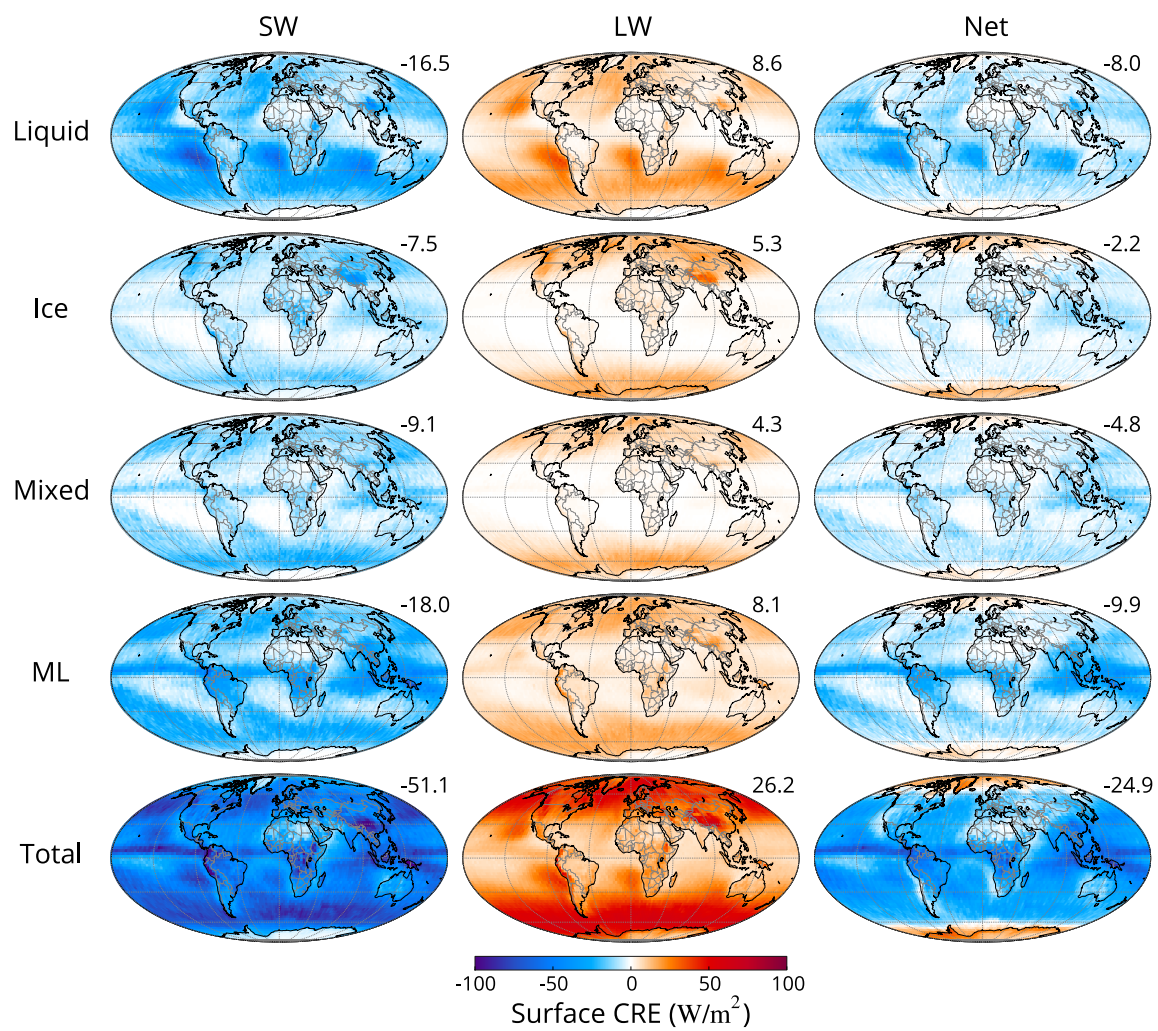 SW LW Net
Liquid -16.5 8.6 -8.0
Ice -7.5 5.3 -2.2
Mixed -9.1 4.3 -4.8
ML -18.0 8.1 -9.9
Total -51.1 26.2 -24.9
-100 -50 0 50 100
Surface CRE (W/m²)